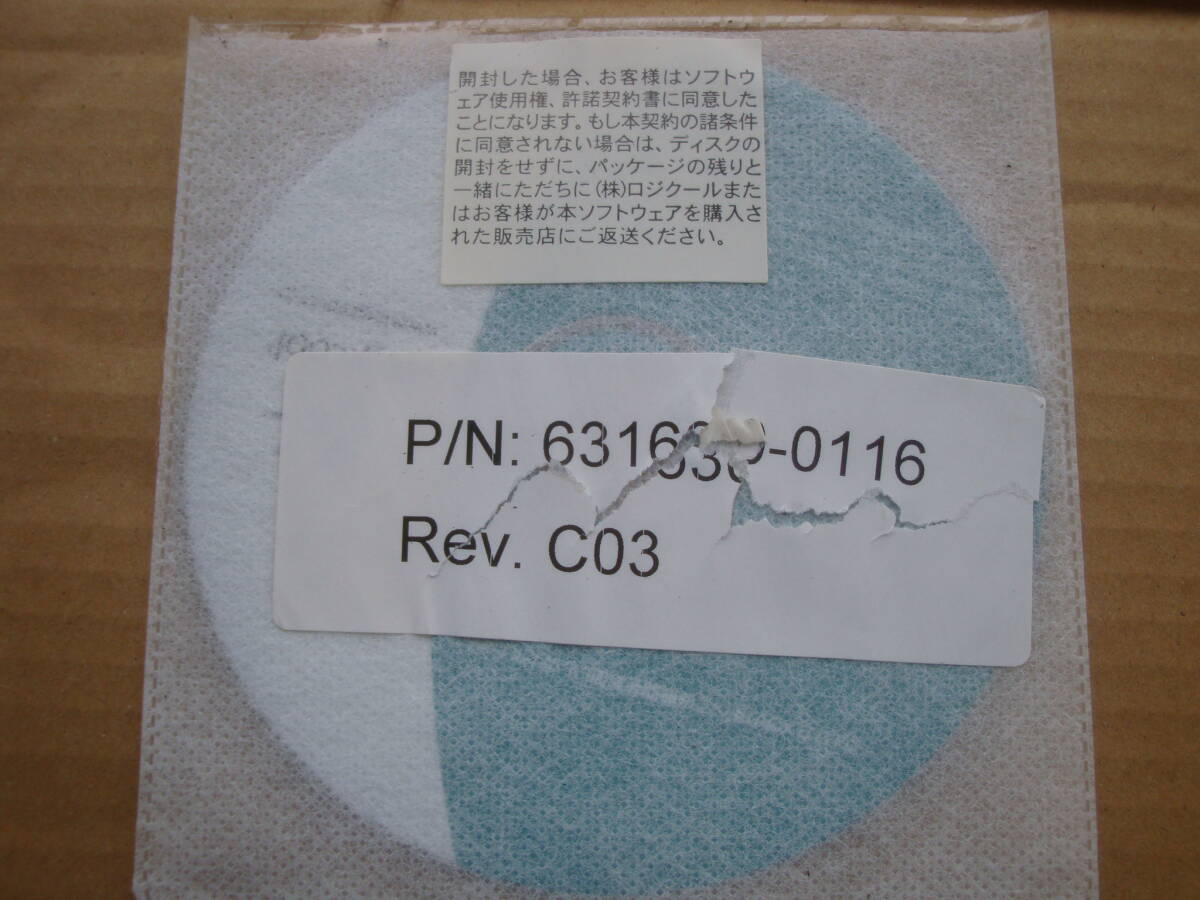 開封した場合、お客様はソフトウ
ェア使用権、許諾契約書に同意した
ことになります。もし本契約の諸条件
に同意されない場合は、ディスクの
開封をせずに、パッケージの残りと
一緒にただちに(株)ロジクールまた
はお客様が本ソフトウェアを購入さ
れた販売店にご返送ください。
P/N:
Rev. C03